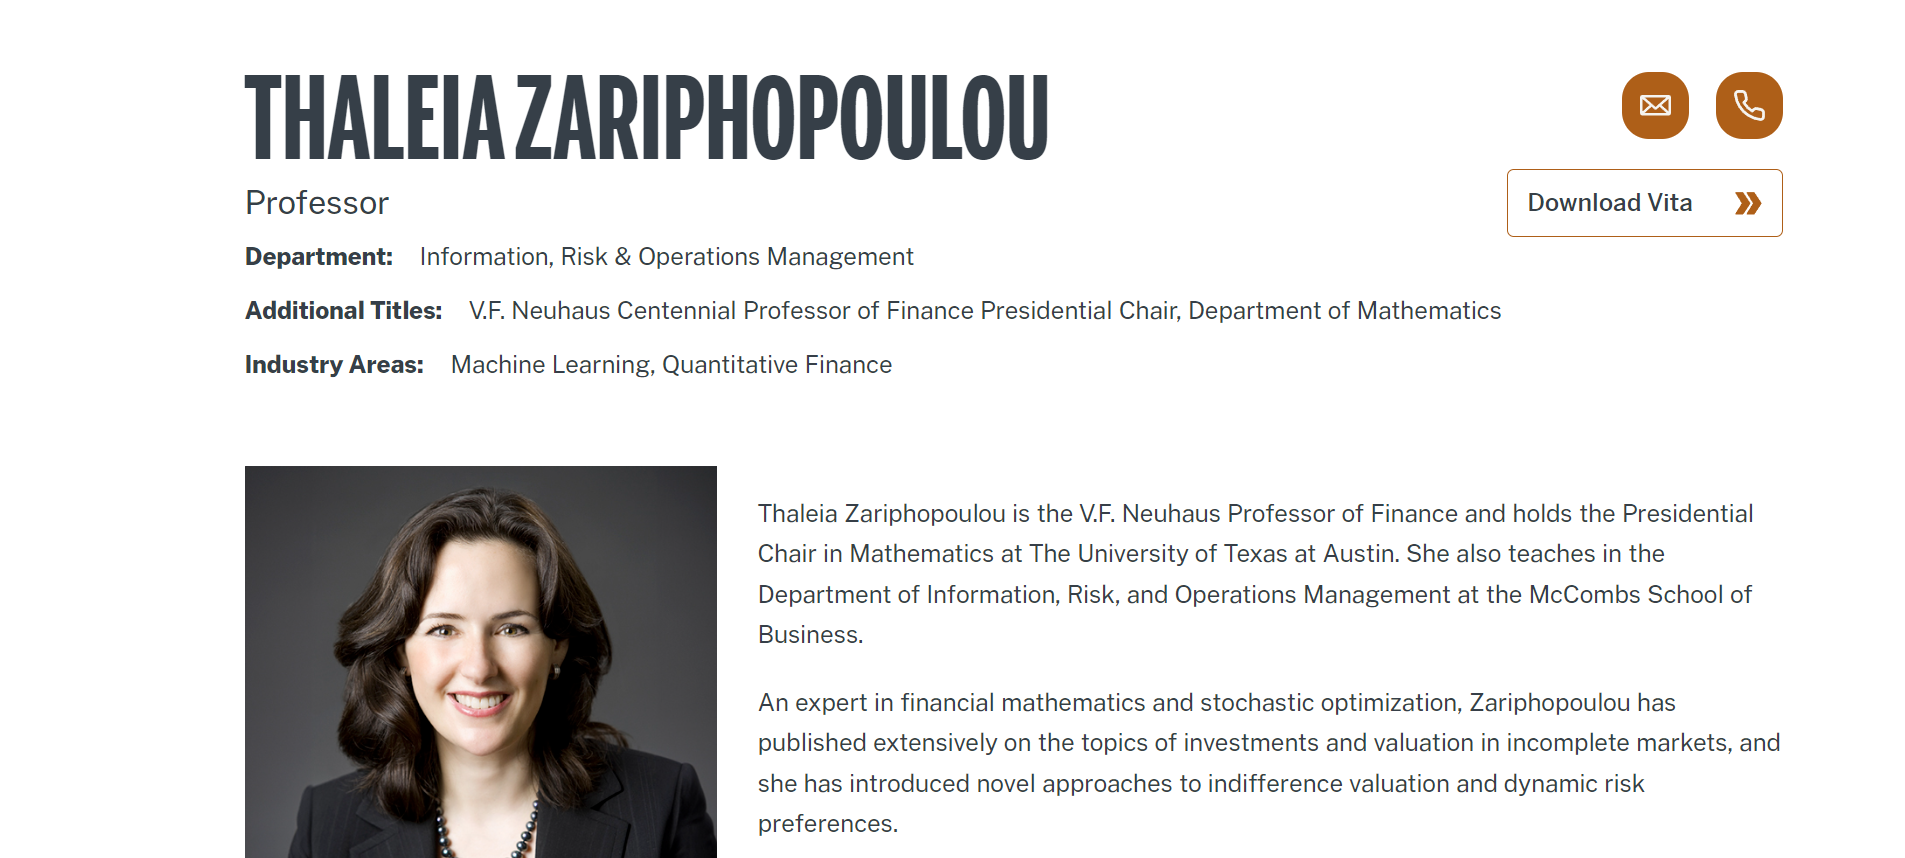 THALEIA ZARIPHOPOULOU
Professor
Department: Information, Risk & Operations Management
Additional Titles: V.F. Neuhaus Centennial Professor of Finance Presidential Chair, Department of Mathematics
Industry Areas: Machine Learning, Quantitative Finance
Download Vita
Thaleia Zariphopoulou is the V.F. Neuhaus Professor of Finance and holds the Presidential
Chair in Mathematics at The University of Texas at Austin. She also teaches in the
Department of Information, Risk, and Operations Management at the McCombs School of
Business.
An expert in financial mathematics and stochastic optimization, Zariphopoulou has
published extensively on the topics of investments and valuation in incomplete markets, and
she has introduced novel approaches to indifference valuation and dynamic risk
preferences.